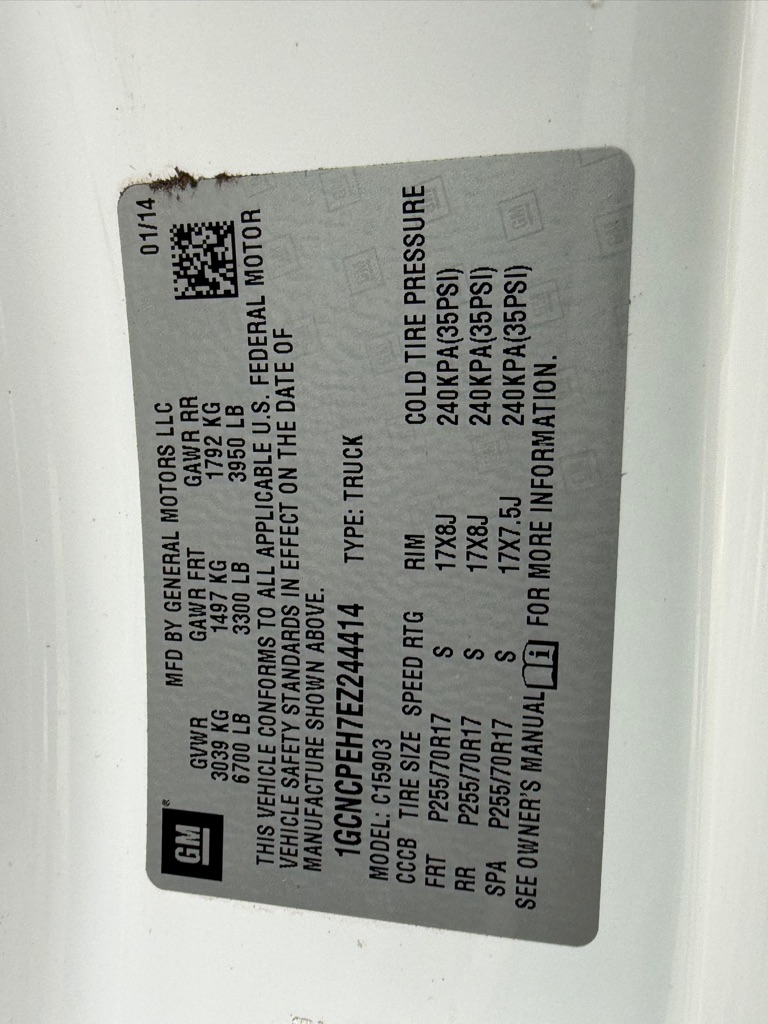 GM®
MFD BY GENERAL MOTORS LLC 01/14
GVWR GAWR FRT GAWR RR
3039 KG 1497 KG 1792 KG
6700 LB 3300 LB 3950 LB
THIS VEHICLE CONFORMS TO ALL APPLICABLE U.S. FEDERAL MOTOR
VEHICLE SAFETY STANDARDS IN EFFECT ON THE DATE OF
MANUFACTURE SHOWN ABOVE.
1GCNCPEH7EZ244414 TYPE: TRUCK
MODEL: C15903
CCCB TIRE SIZE SPEED RTG RIM COLD TIRE PRESSURE
FRT P255/70R17 S 17X8J 240KPA(35PSI)
RR P255/70R17 S 17X8J 240KPA(35PSI)
SPA P255/70R17 S 17X7.5J 240KPA(35PSI)
SEE OWNER'S MANUAL i FOR MORE INFORMATION.